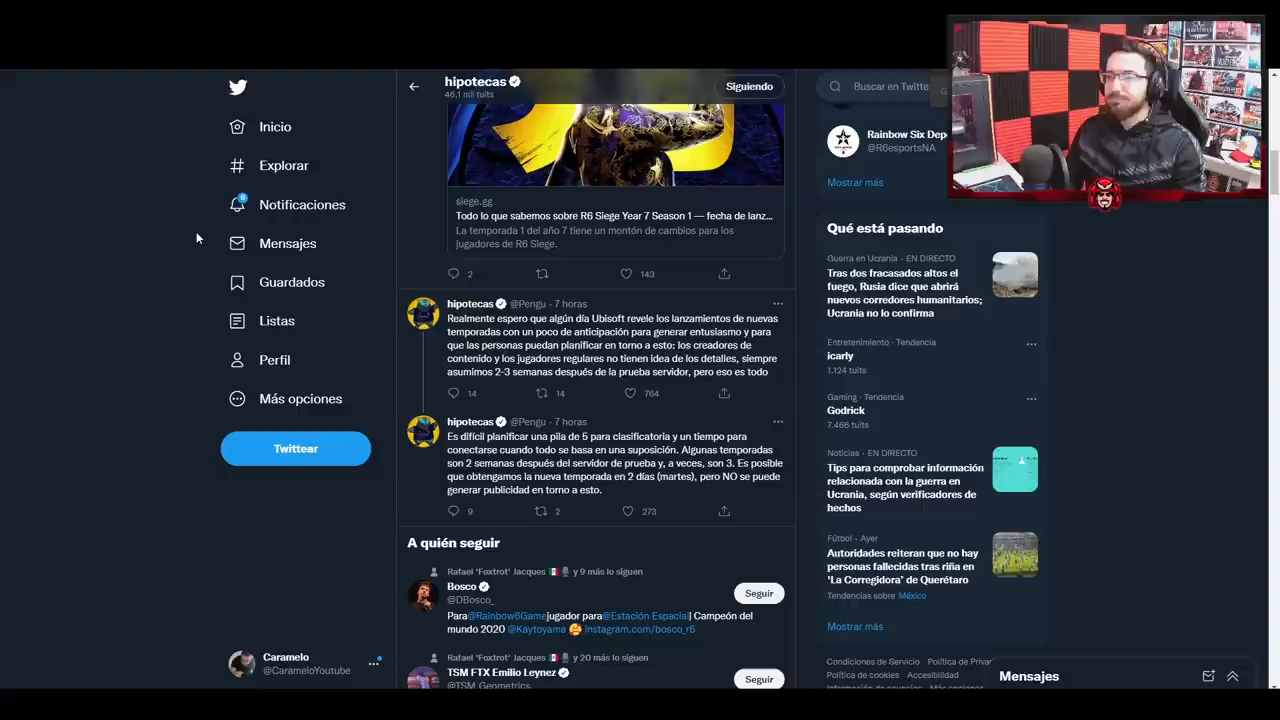 Inicio
Explorar
Notificaciones
Mensajes
Guardados
Listas
Perfil
Más opciones
Twittear
Caramelo
@CarameloYoutube
hipotecas
46,1 mil tuits
Siguiendo
siege.gg
Todo lo que sabemos sobre R6 Siege Year 7 Season 1 — fecha de lanz...
La temporada 1 del año 7 tiene un montón de cambios para los
jugadores de R6 Siege.
2
143
hipotecas @Pengu · 7 horas
Realmente espero que algún día Ubisoft revele los lanzamientos de nuevas
temporadas con un poco de anticipación para generar entusiasmo y para
que las personas puedan planificar en torno a esto; los creadores de
contenido y los jugadores regulares no tienen idea de los detalles, siempre
asumimos 2-3 semanas después de la prueba servidor, pero eso es todo
14
14
764
hipotecas @Pengu · 7 horas
Es difícil planificar una pila de 5 para clasificatoria y un tiempo para
conectarse cuando todo se basa en una suposición. Algunas temporadas
son 2 semanas después del servidor de prueba y, a veces, son 3. Es posible
que obtengamos la nueva temporada en 2 días (martes), pero NO se puede
generar publicidad en torno a esto.
9
2
273
A quién seguir
Rafael 'Foxtrot' Jacques y 9 más lo siguen
Bosco
@DBosco_
Seguir
Para@Rainbow6Gamejugador para@Estación Espacial| Campeón del
mundo 2020 @Kaytoyama instagram.com/bosco_r6
Rafael 'Foxtrot' Jacques y 20 más lo siguen
TSM FTX Emilio Leynez
@TSM_Geometrics
Seguir
Buscar en Twitte
Rainbow Six Dep
@R6esportsNA
Mostrar más
Qué está pasando
Guerra en Ucrania · EN DIRECTO
Tras dos fracasados altos el
fuego, Rusia dice que abrirá
nuevos corredores humanitarios;
Ucrania no lo confirma
Entretenimiento · Tendencia
icarly
1.124 tuits
Gaming · Tendencia
Godrick
7.466 tuits
Noticias · EN DIRECTO
Tips para comprobar información
relacionada con la guerra en
Ucrania, según verificadores de
hechos
Fútbol · Ayer
Autoridades reiteran que no hay
personas fallecidas tras riña en
'La Corregidora' de Querétaro
Tendencias sobre México
Mostrar más
Condiciones de Servicio Política de Privac
Política de cookies Accesibilidad
Mensajes